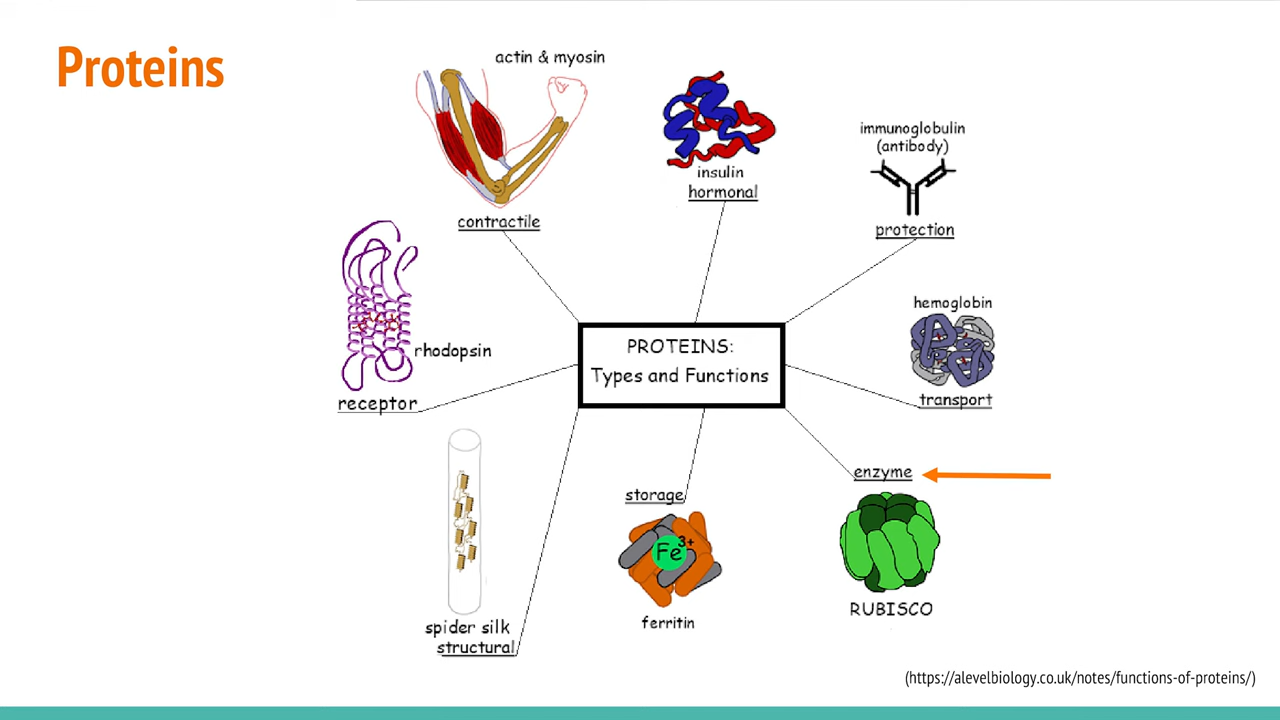 Proteins
actin & myosin
contractile
insulin
hormonal
immunoglobulin
(antibody)
protection
rhodopsin
receptor
PROTEINS:
Types and Functions
hemoglobin
transport
enzyme
RUBISCO
storage
Fe3+
ferritin
spider silk
structural
(https://alevelbiology.co.uk/notes/functions-of-proteins/)